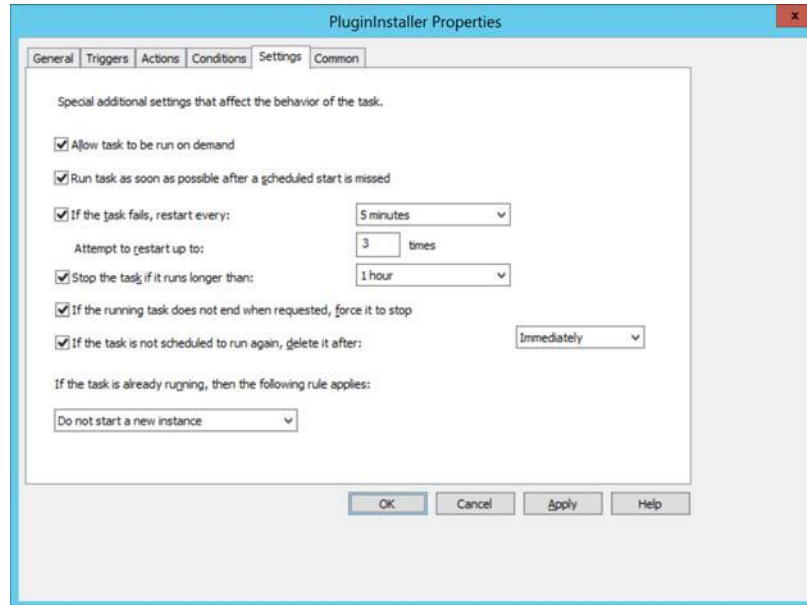 PluginInstaller Properties
x
General Triggers Actions Conditions Settings Common
Special additional settings that affect the behavior of the task.
Allow task to be run on demand
Run task as soon as possible after a scheduled start is missed
If the task fails, restart every: 5 minutes
Attempt to restart up to: 3 times
Stop the task if it runs longer than: 1 hour
If the running task does not end when requested, force it to stop
If the task is not scheduled to run again, delete it after: Immediately
If the task is already running, then the following rule applies:
Do not start a new instance
OK Cancel Apply Help